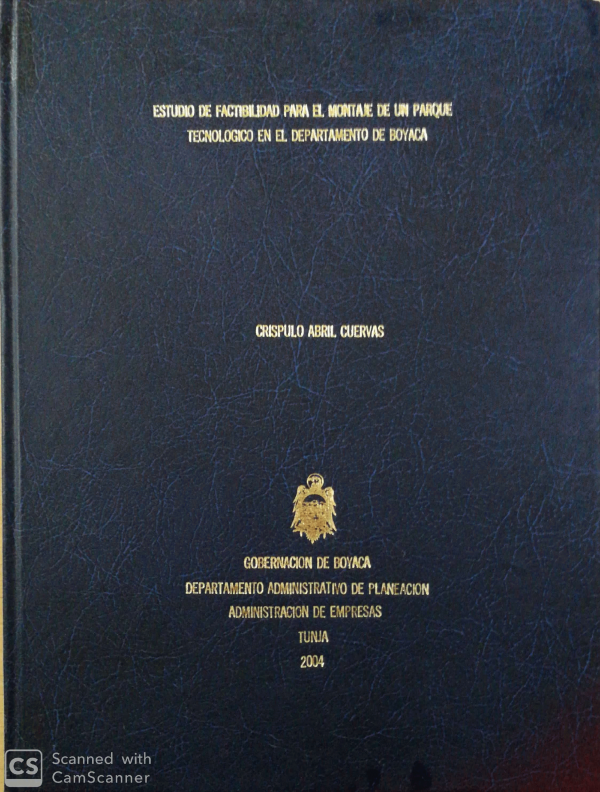 ESTUDIO DE FACTIBILIDAD PARA EL MONTAJE DE UN PARQUE
TECNOLOGICO EN EL DEPARTAMENTO DE BOYACA
CRISPULO ABRIL CUERVAS
GOBERNACION DE BOYACA
DEPARTAMENTO ADMINISTRATIVO DE PLANEACION
ADMINISTRACION DE EMPRESAS
TUNJA
2004
CS Scanned with
CamScanner